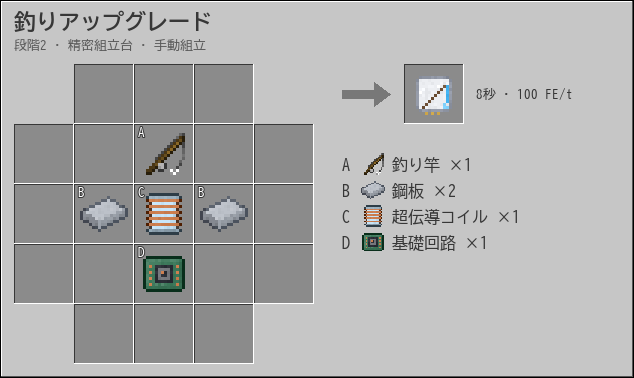 釣りアップグレード
段階2 · 精密組立台 · 手動組立
A
B
C
B
D
8秒 · 100 FE/t
A 釣り竿 ×1
B 鋼板 ×2
C 超伝導コイル ×1
D 基礎回路 ×1